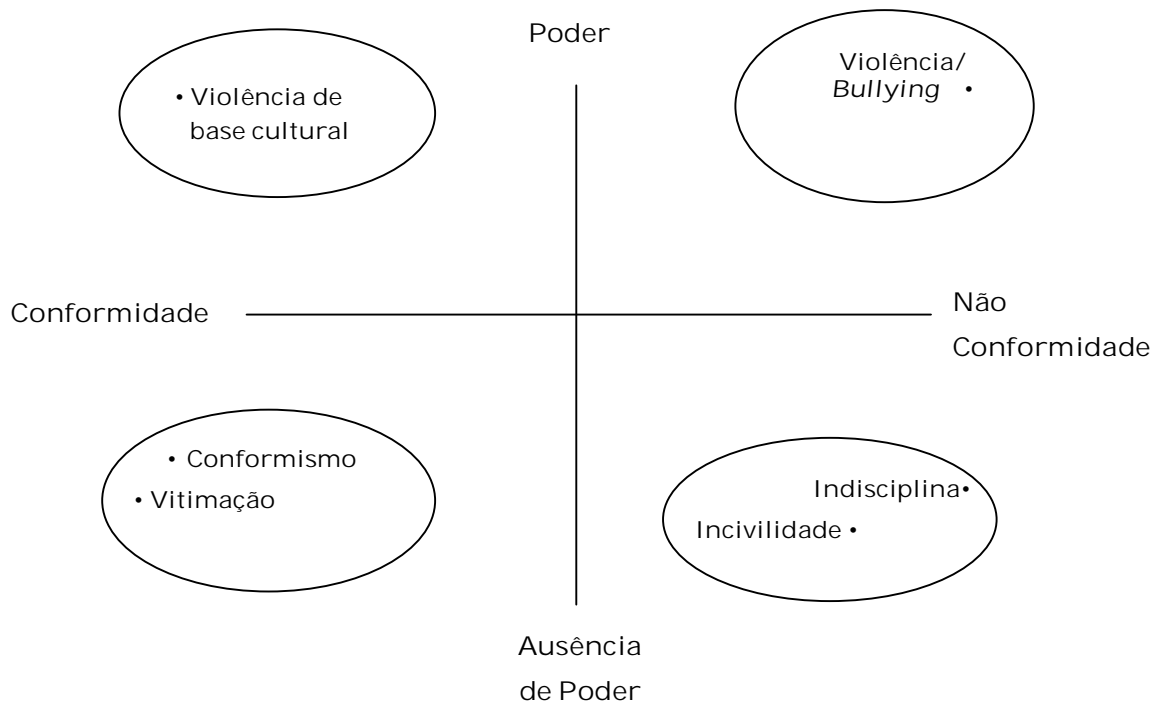 Poder
• Violência de
base cultural
Violência/
Bullying •
Conformidade
Não
Conformidade
• Conformismo
• Vitimação
Indisciplina•
Incivilidade •
Ausência
de Poder